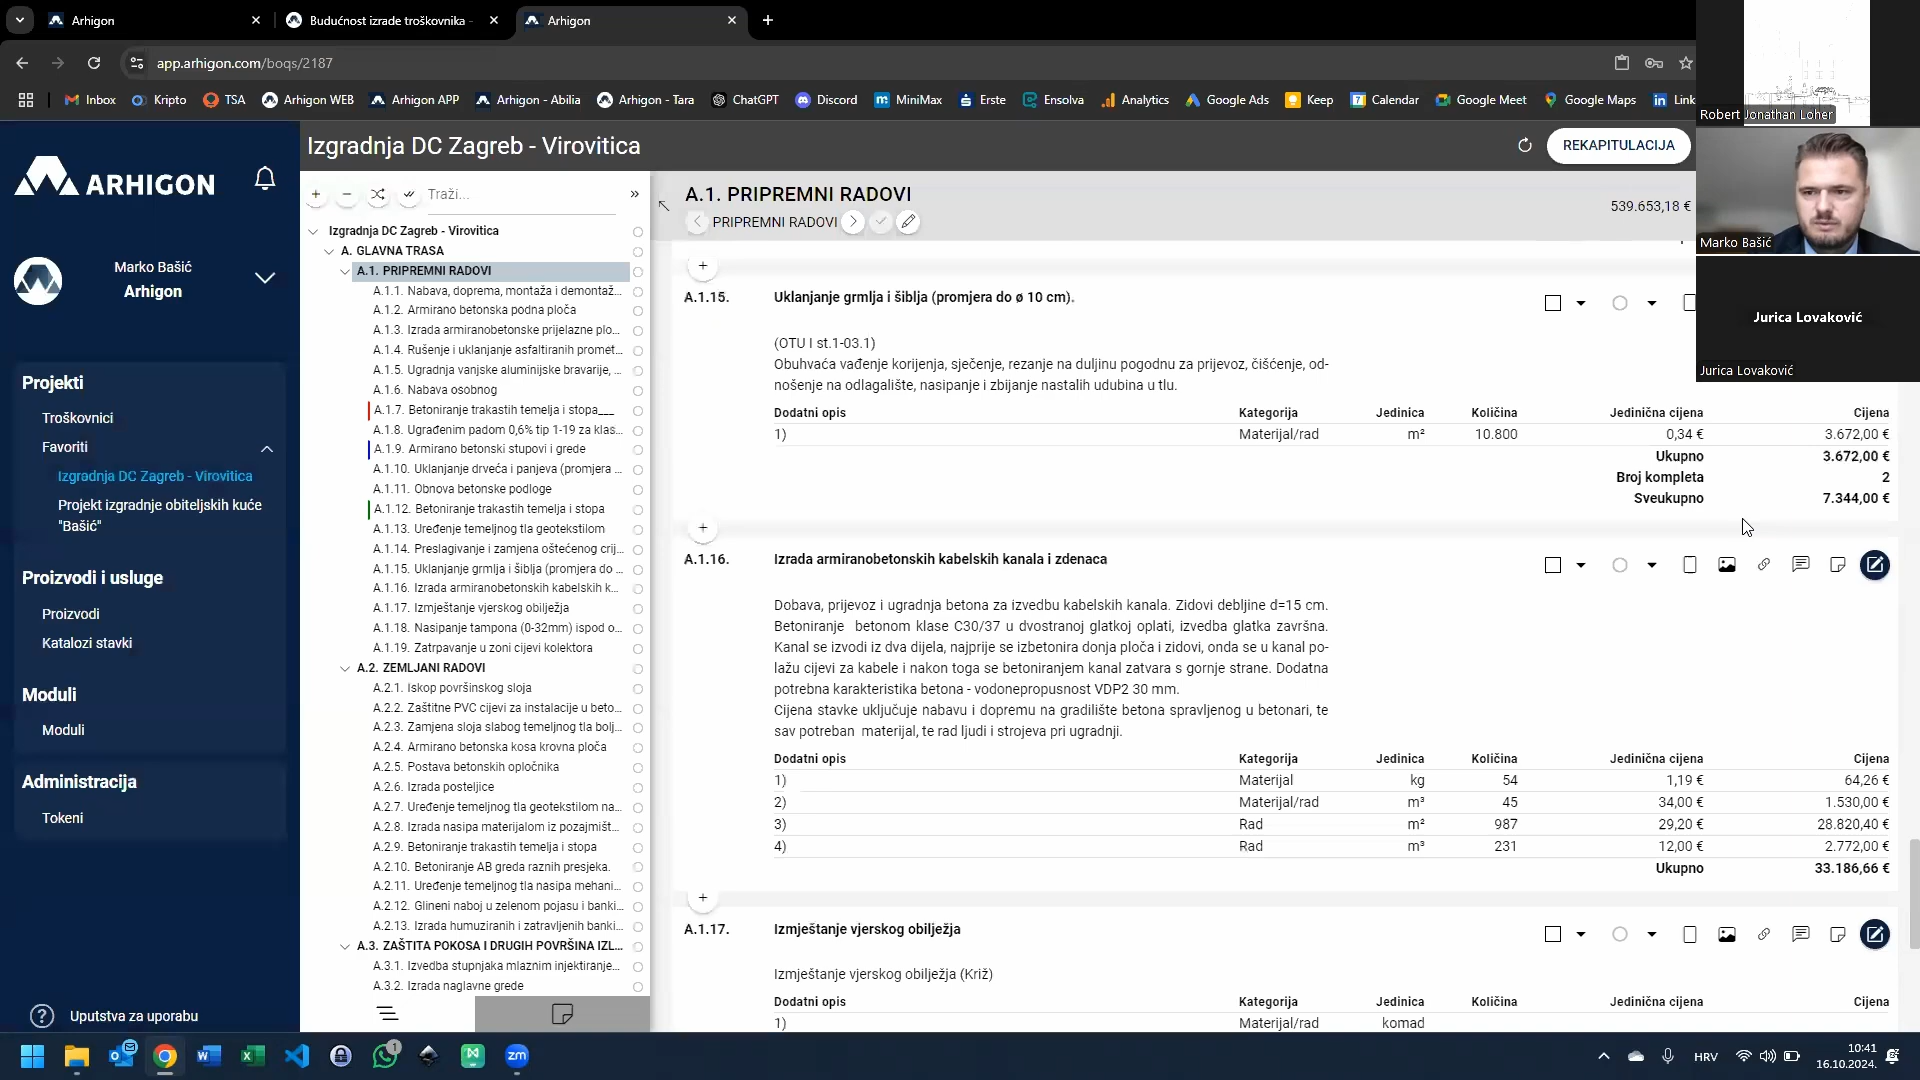 Arhigon
Budućnost izrade troškovnika -
Arhigon
app.arhigon.com/boqs/2187
Inbox
Kripto
TSA
Arhigon WEB
Arhigon APP
Arhigon - Abilia
Arhigon - Tara
ChatGPT
Discord
MiniMax
Erste
Ensolva
Analytics
Google Ads
Keep
Calendar
Google Meet
Google Maps
Link
Robert Jonathan Loher
Marko Bašić
Jurica Lovaković
Jurica Lovaković
ARHIGON
Marko Bašić
Arhigon
Projekti
Troškovnici
Favoriti
Izgradnja DC Zagreb - Virovitica
Projekt izgradnje obiteljskih kuće
"Bašić"
Proizvodi i usluge
Proizvodi
Katalozi stavki
Moduli
Moduli
Administracija
Tokeni
Uputstva za uporabu
Izgradnja DC Zagreb - Virovitica
REKAPITULACIJA
Traži...
Izgradnja DC Zagreb - Virovitica
A. GLAVNA TRASA
A.1. PRIPREMNI RADOVI
A.1.1. Nabava, doprema, montaža i demontaž...
A.1.2. Armirano betonska podna ploča
A.1.3. Izrada armiranobetonske prijelazne plo...
A.1.4. Rušenje i uklanjanje asfaltiranih promet...
A.1.5. Ugradnja vanjske aluminijske bravarije, ...
A.1.6. Nabava osobnog
A.1.7. Betoniranje trakastih temelja i stopa___
A.1.8. Ugrađenim padom 0,6% tip 1-19 za klas...
A.1.9. Armirano betonski stupovi i grede
A.1.10. Uklanjanje drveća i panjeva (promjera ...
A.1.11. Obnova betonske podloge
A.1.12. Betoniranje trakastih temelja i stopa
A.1.13. Uređenje temeljnog tla geotekstilom
A.1.14. Preslagivanje i zamjena oštećenog crij...
A.1.15. Uklanjanje grmlja i šiblja (promjera do ...
A.1.16. Izrada armiranobetonskih kabelskih k...
A.1.17. Izmještanje vjerskog obilježja
A.1.18. Nasipanje tampona (0-32mm) ispod o...
A.1.19. Zatrpavanje u zoni cijevi kolektora
A.2. ZEMLJANI RADOVI
A.2.1. Iskop površinskog sloja
A.2.2. Zaštitne PVC cijevi za instalacije u beto...
A.2.3. Zamjena sloja slabog temeljnog tla bolj...
A.2.4. Armirano betonska kosa krovna ploča
A.2.5. Postava betonskih opločnika
A.2.6. Izrada posteljice
A.2.7. Uređenje temeljnog tla geotekstilom na...
A.2.8. Izrada nasipa materijalom iz pozajmišt...
A.2.9. Betoniranje trakastih temelja i stopa
A.2.10. Betoniranje AB greda raznih presjeka.
A.2.11. Uređenje temeljnog tla nasipa mehani...
A.2.12. Glineni naboj u zelenom pojasu i banki...
A.2.13. Izrada humuziranih i zatravljenih banki...
A.3. ZAŠTITA POKOSA I DRUGIH POVRŠINA IZL...
A.3.1. Izvedba stupnjaka mlaznim injektiranje...
A.3.2. Izrada naglavne grede
A.1. PRIPREMNI RADOVI
PRIPREMNI RADOVI
539.653,18 €
A.1.15. Uklanjanje grmlja i šiblja (promjera do ø 10 cm).
(OTU I st.1-03.1)
Obuhvaća vađenje korijenja, sječenje, rezanje na duljinu pogodnu za prijevoz, čišćenje, od-
nošenje na odlagalište, nasipanje i zbijanje nastalih udubina u tlu.
Dodatni opis Kategorija Jedinica Količina Jedinična cijena Cijena
1) Materijal/rad m² 10.800 0,34 € 3.672,00 €
Ukupno 3.672,00 €
Broj kompleta 2
Sveukupno 7.344,00 €
A.1.16. Izrada armiranobetonskih kabelskih kanala i zdenaca
Dobava, prijevoz i ugradnja betona za izvedbu kabelskih kanala. Zidovi debljine d=15 cm.
Betoniranje betonom klase C30/37 u dvostranoj glatkoj oplati, izvedba glatka završna.
Kanal se izvodi iz dva dijela, najprije se izbetonira donja ploča i zidovi, onda se u kanal po-
lažu cijevi za kabele i nakon toga se betoniranjem kanal zatvara s gornje strane. Dodatna
potrebna karakteristika betona - vodonepropusnost VDP2 30 mm.
Cijena stavke uključuje nabavu i dopremu na gradilište betona spravljenog u betonari, te
sav potreban materijal, te rad ljudi i strojeva pri ugradnji.
Dodatni opis Kategorija Jedinica Količina Jedinična cijena Cijena
1) Materijal kg 54 1,19 € 64,26 €
2) Materijal/rad m³ 45 34,00 € 1.530,00 €
3) Rad m² 987 29,20 € 28.820,40 €
4) Rad m³ 231 12,00 € 2.772,00 €
Ukupno 33.186,66 €
A.1.17. Izmještanje vjerskog obilježja
Izmještanje vjerskog obilježja (Križ)
Dodatni opis Kategorija Jedinica Količina Jedinična cijena Cijena
1) Materijal/rad komad
1
zm
HRV
10:41
16.10.2024.